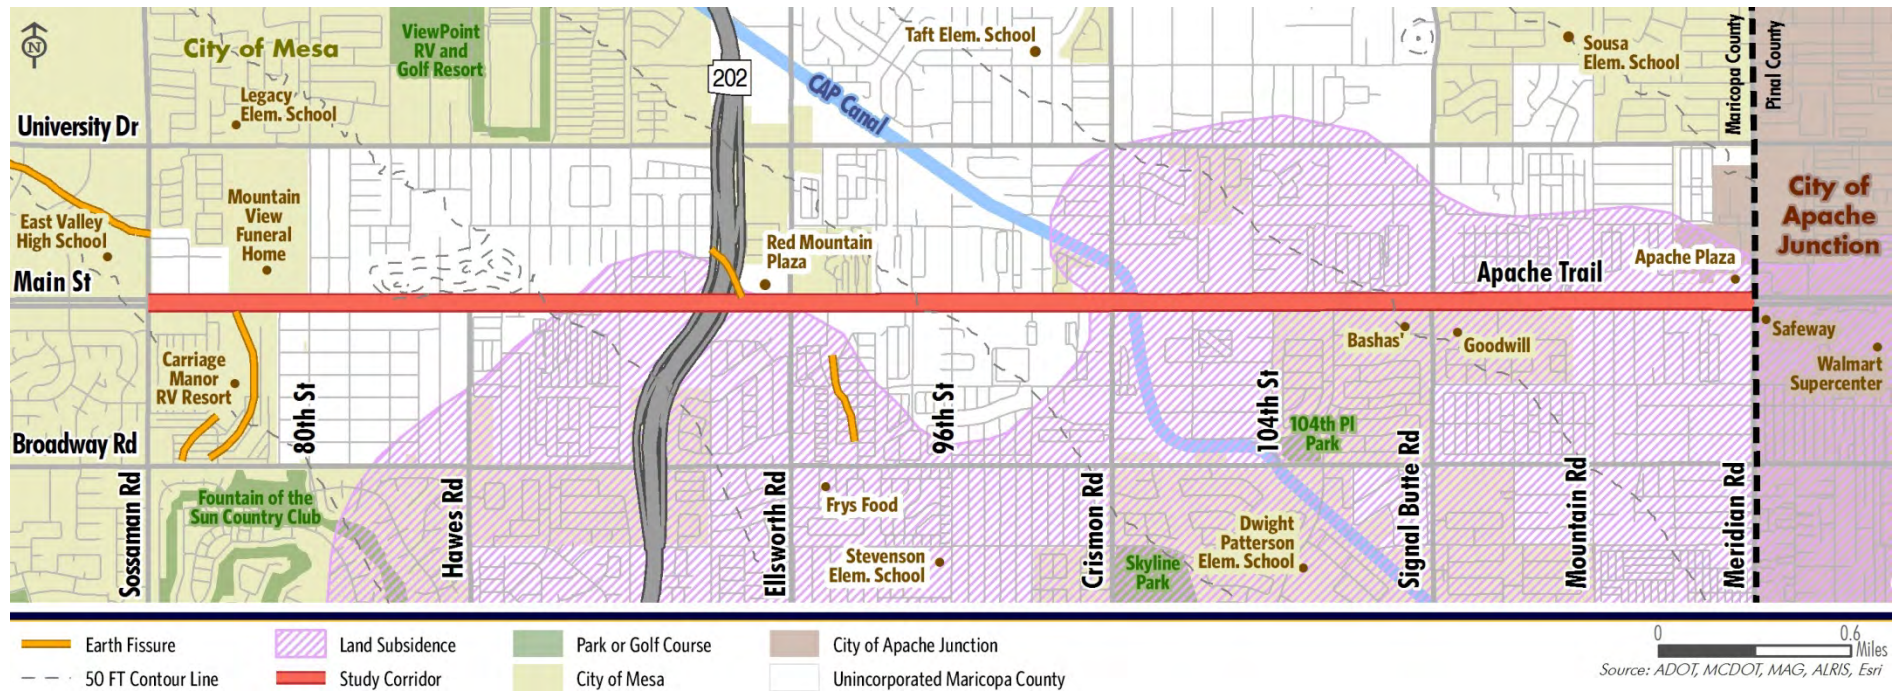 N
City of Mesa
ViewPoint
RV and
Golf Resort
202
CAP Canal
Taft Elem. School
Sousa
Elem. School
Maricopa County
Pinal County
Legacy
Elem. School
University Dr
East Valley
High School
Mountain
View
Funeral
Home
Red Mountain
Plaza
City of
Apache
Junction
Main St
Apache Trail
Apache Plaza
Carriage
Manor
RV Resort
80th St
96th St
104th St
Bashas'
Goodwill
Safeway
Walmart
Supercenter
Broadway Rd
104th Pl
Park
Sossaman Rd
Fountain of the
Sun Country Club
Hawes Rd
Ellsworth Rd
Frys Food
Stevenson
Elem. School
Crismon Rd
Skyline
Park
Dwight
Patterson
Elem. School
Signal Butte Rd
Mountain Rd
Meridian Rd
Earth Fissure
Land Subsidence
Park or Golf Course
City of Apache Junction
50 FT Contour Line
Study Corridor
City of Mesa
Unincorporated Maricopa County
0 0.6
Miles
Source: ADOT, MCDOT, MAG, ALRIS, Esri